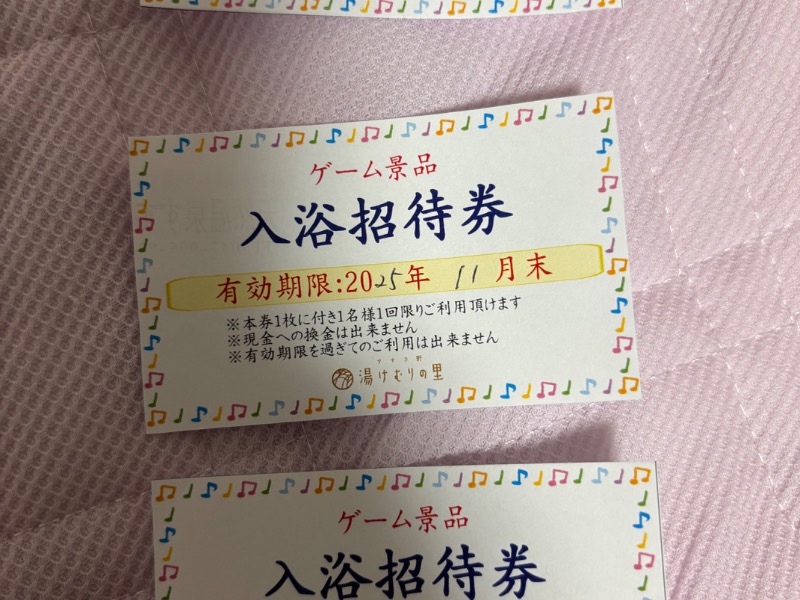 ゲーム景品
入浴招待券
有効期限:2025年 11月末
※本券1枚に付き1名様1回限りご利用頂けます
※現金への換金は出来ません
※有効期限を過ぎてのご利用は出来ません
すすき野
湯けむりの里
ゲーム景品
入浴招待券